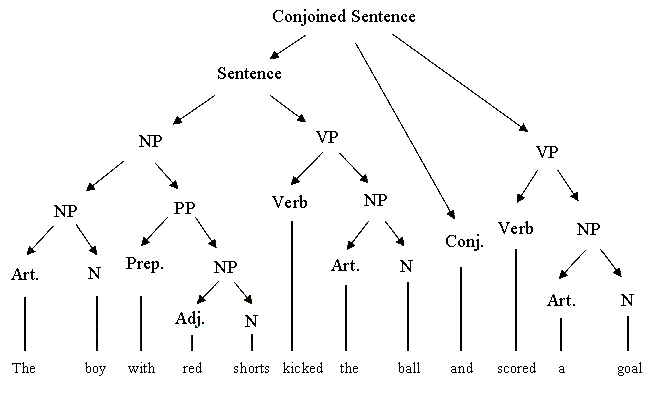 Conjoined Sentence
Sentence
NP VP VP
NP PP Verb NP Verb NP
Art. N Prep. NP Art. N Conj. Art. N
Adj. N
The boy with red shorts kicked the ball and scored a goal